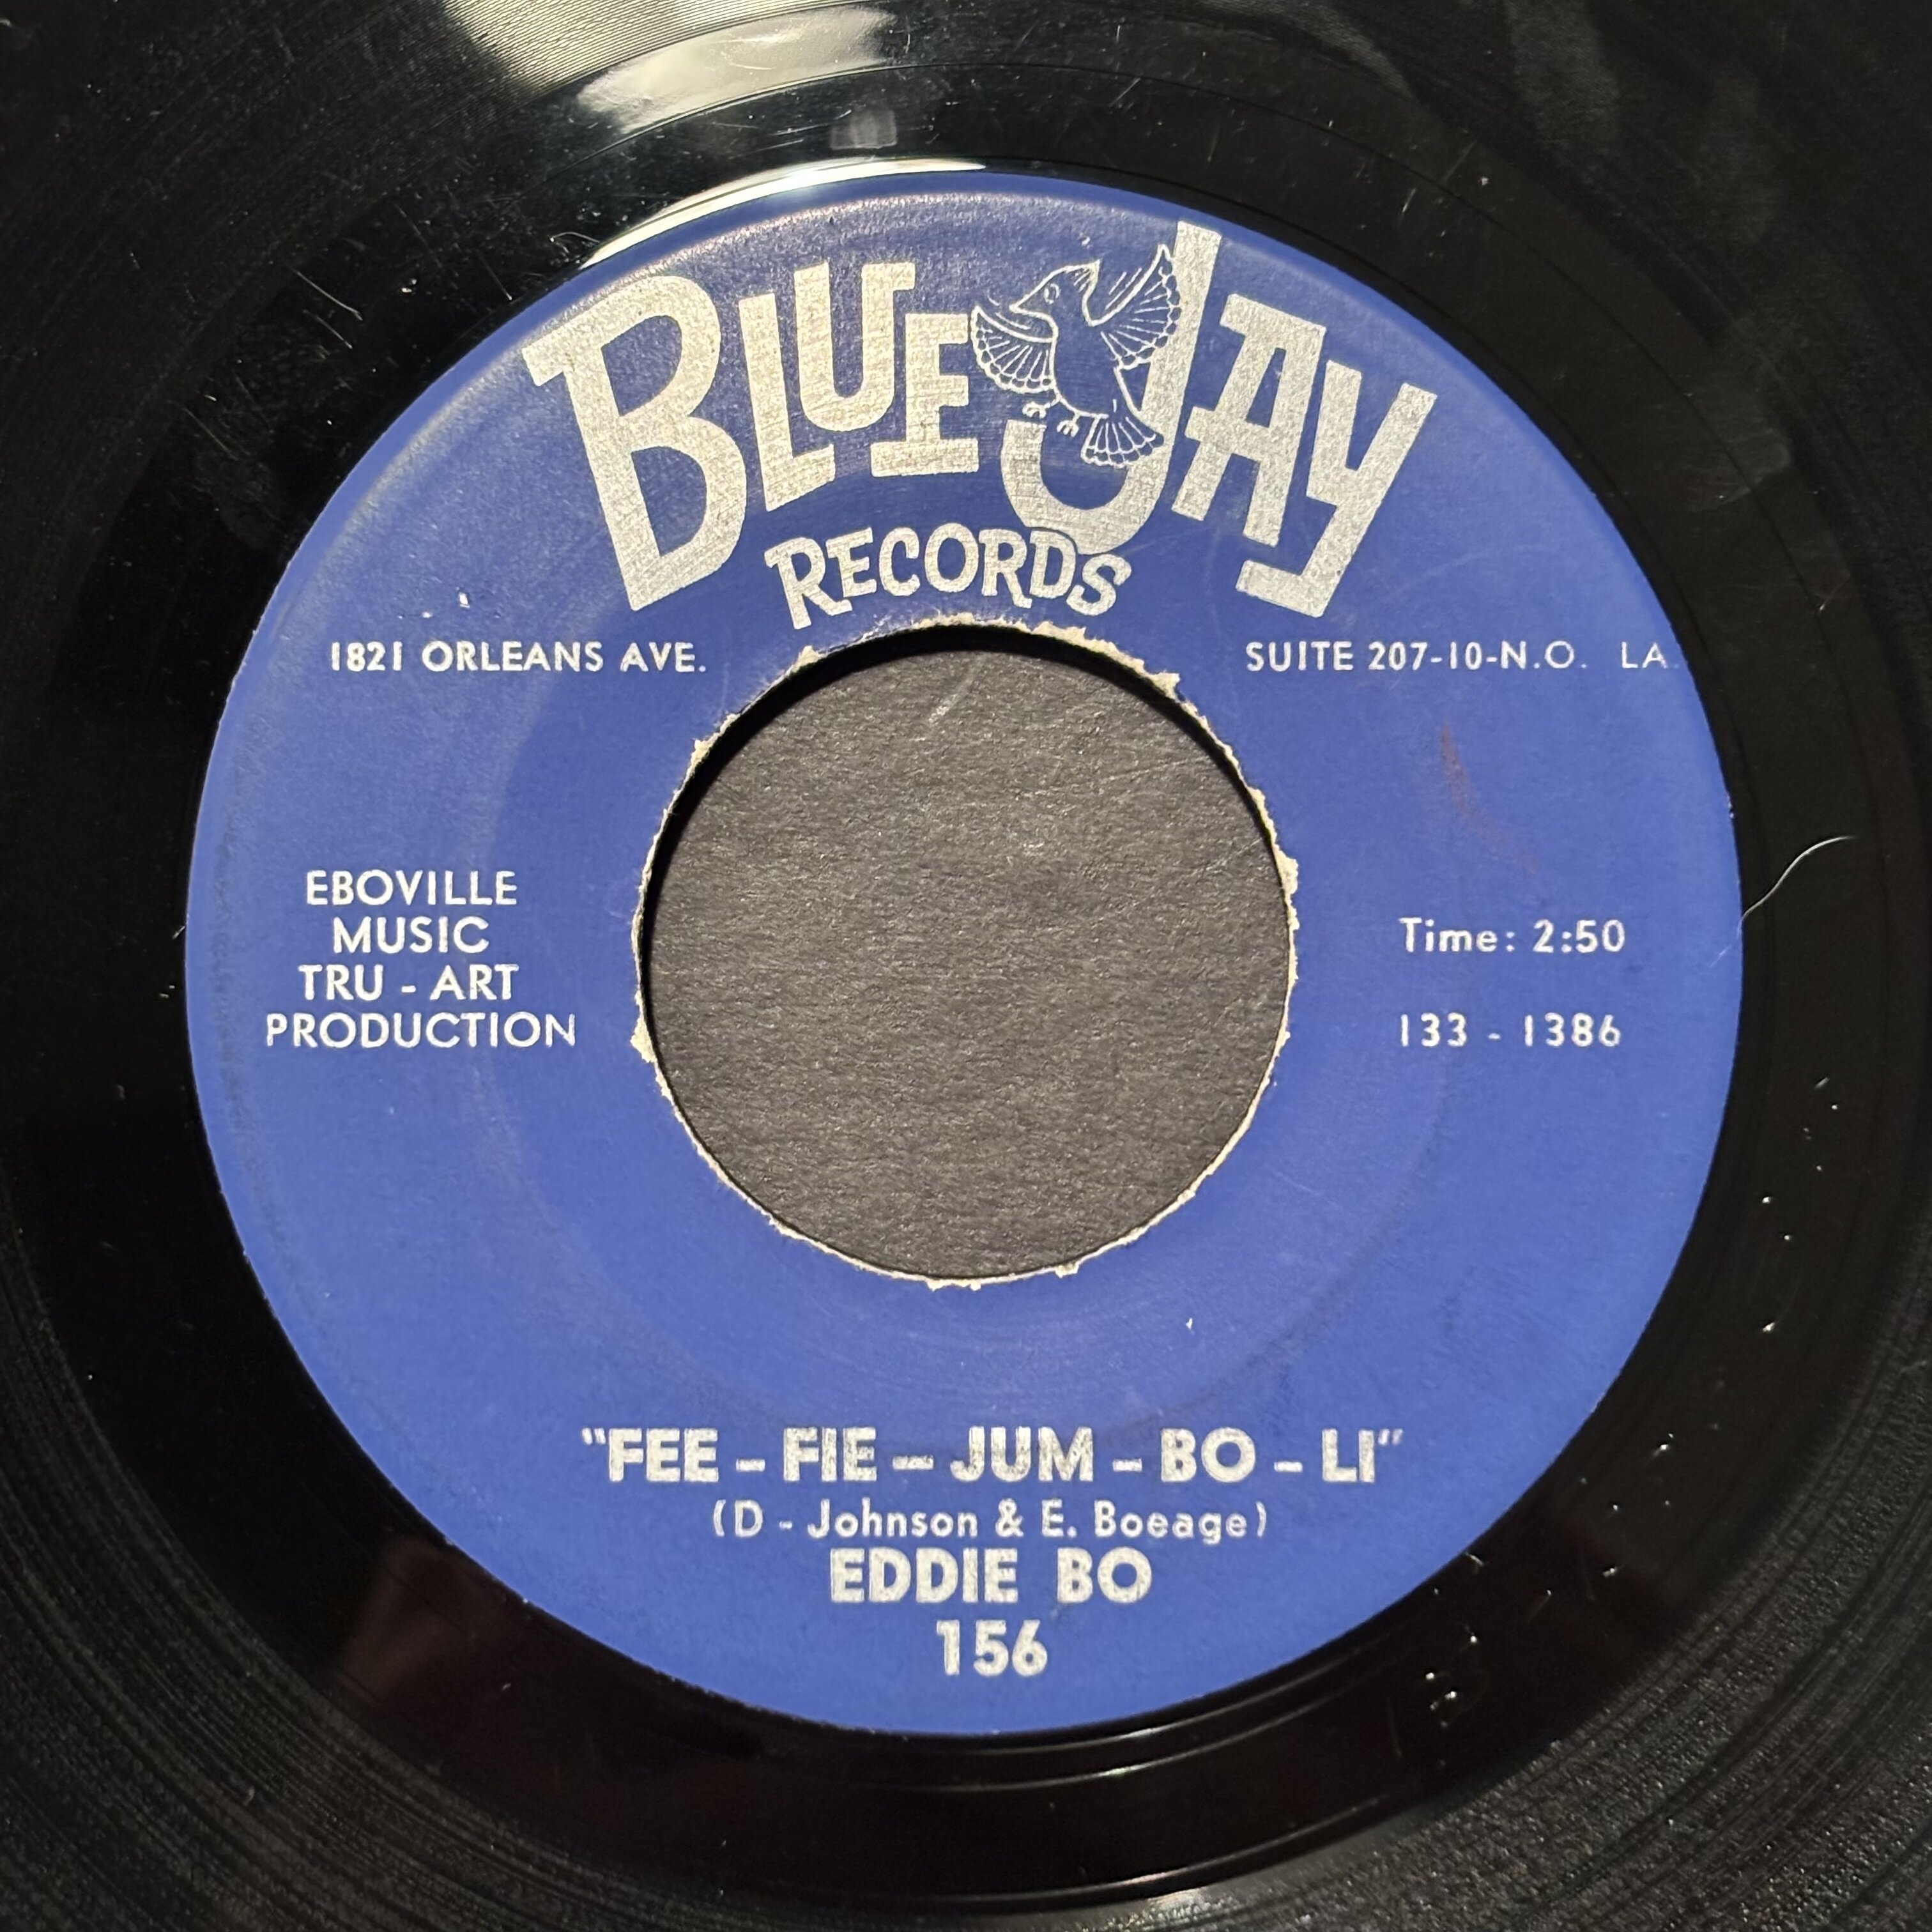 BLUE JAY
RECORDS
1821 ORLEANS AVE. SUITE 207-10-N.O. LA.
EBOVILLE
MUSIC
TRU - ART
PRODUCTION
Time: 2:50
133 - 1386
"FEE - FIE - JUM - BO - LI"
(D - Johnson & E. Boeage)
EDDIE BO
156